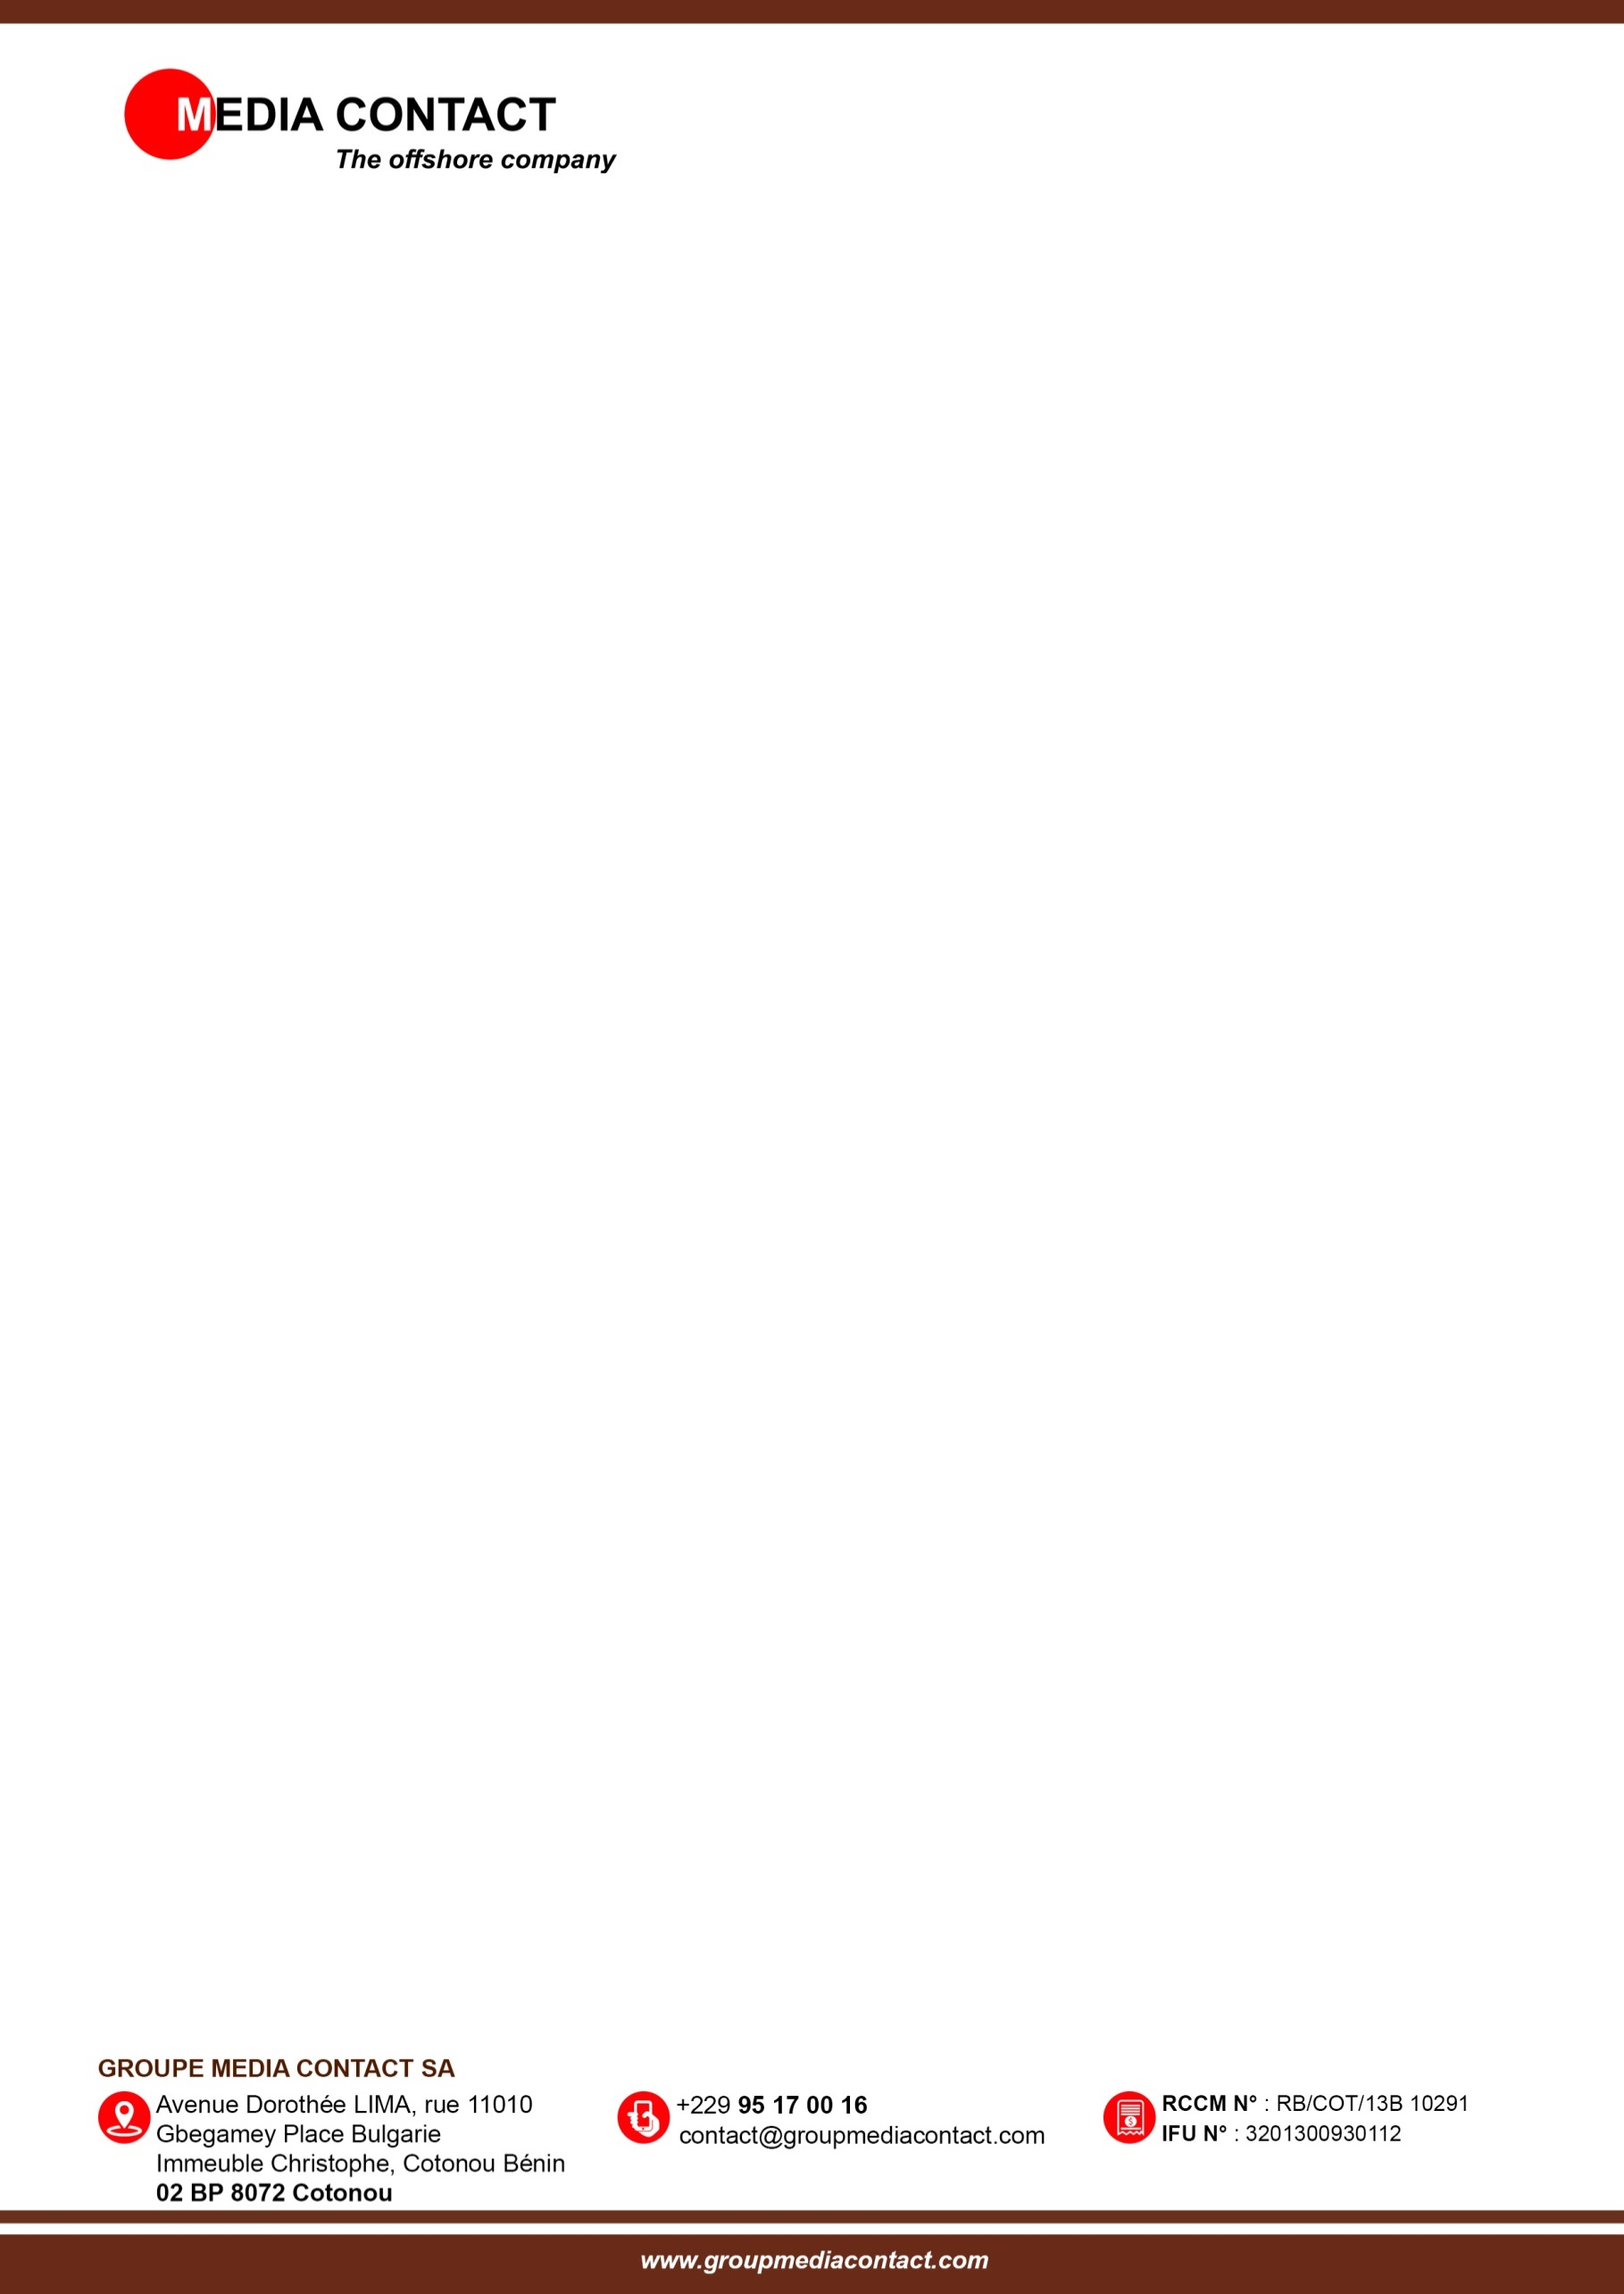 MEDIA CONTACT
The offshore company
GROUPE MEDIA CONTACT SA
Avenue Dorothée LIMA, rue 11010
Gbegamey Place Bulgarie
Immeuble Christophe, Cotonou Bénin
02 BP 8072 Cotonou
+229 95 17 00 16
contact@groupmediacontact.com
RCCM N° : RB/COT/13B 10291
IFU N° : 3201300930112
www.groupmediacontact.com